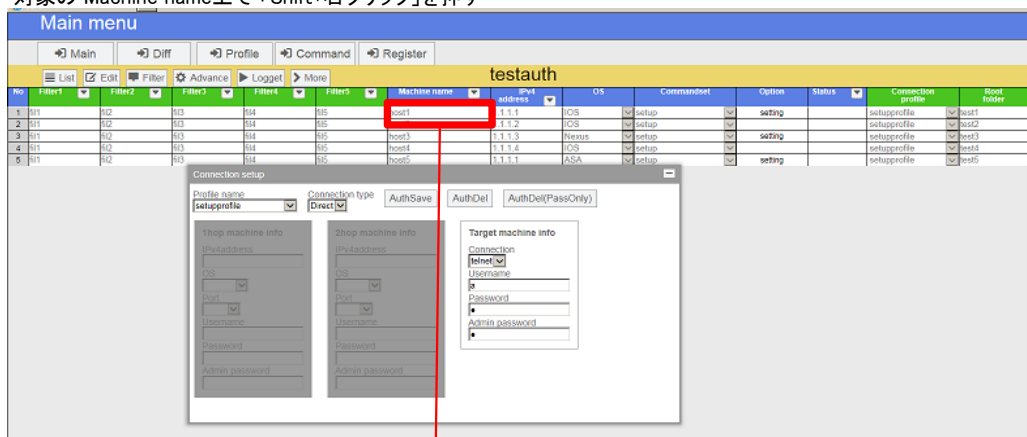 対象の Machine name上で「Shift+右クリック」を押す
Main menu
Main Diff Profile Command Register
List Edit Filter Advance Logget More testauth
No Filter1 Filter2 Filter3 Filter4 Filter5 Machine name IPv4 address OS Commandset Option Status Connection profile Root folder
1 fil1 fil2 fil3 fil4 fil5 host1 1.1.1.1 IOS setup setting setupprofile test1
2 fil1 fil2 fil3 fil4 fil5 1.1.1.2 IOS setup setting setupprofile test2
3 fil1 fil2 fil3 fil4 fil5 host3 1.1.1.3 Nexus setup setting setupprofile test3
4 fil1 fil2 fil3 fil4 fil5 host4 1.1.1.4 IOS setup setupprofile test4
5 fil1 fil2 fil3 fil4 fil5 host5 1.1.1.1 ASA setup setting setupprofile test5
Connection setup
Profile name Connection type
setupprofile Direct AuthSave AuthDel AuthDel(PassOnly)
1hop machine info
IPv4address
OS
Port
Username
Password
Admin password
2hop machine info
IPv4address
OS
Port
Username
Password
Admin password
Target machine info
Connection
telnet
Username
a
Password
Admin password